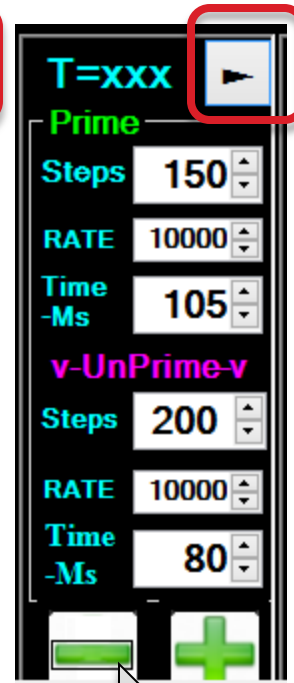 T=xxx
Prime
Steps 150
RATE 10000
Time
-Ms 105
v-UnPrime-v
Steps 200
RATE 10000
Time
-Ms 80